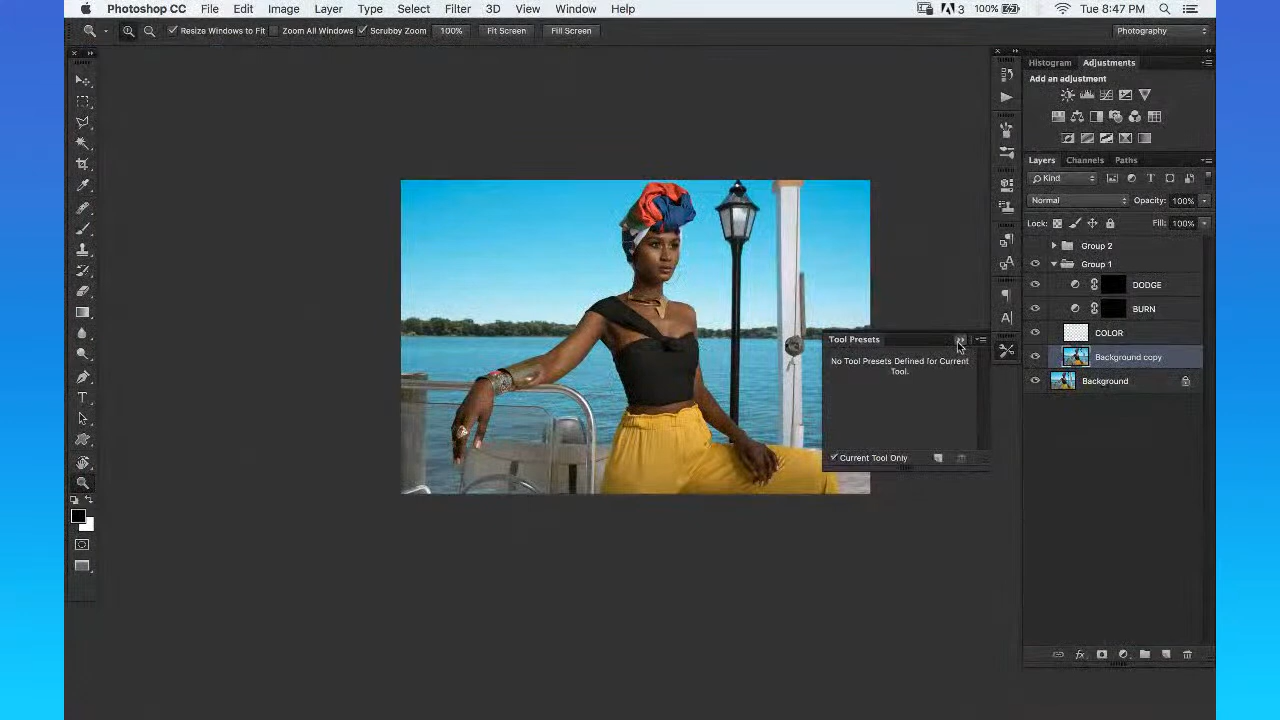 Photoshop CC File Edit Image Layer Type Select Filter 3D View Window Help 3 100% Tue 8:47 PM
Resize Windows to Fit Zoom All Windows Scrubby Zoom 100% Fit Screen Fill Screen Photography
Histogram Adjustments
Add an adjustment
Layers Channels Paths
Kind
Normal Opacity: 100%
Lock: Fill: 100%
Group 2
Group 1
DODGE
BURN
COLOR
Background copy
Background
Tool Presets
No Tool Presets Defined for Current
Tool.
Current Tool Only